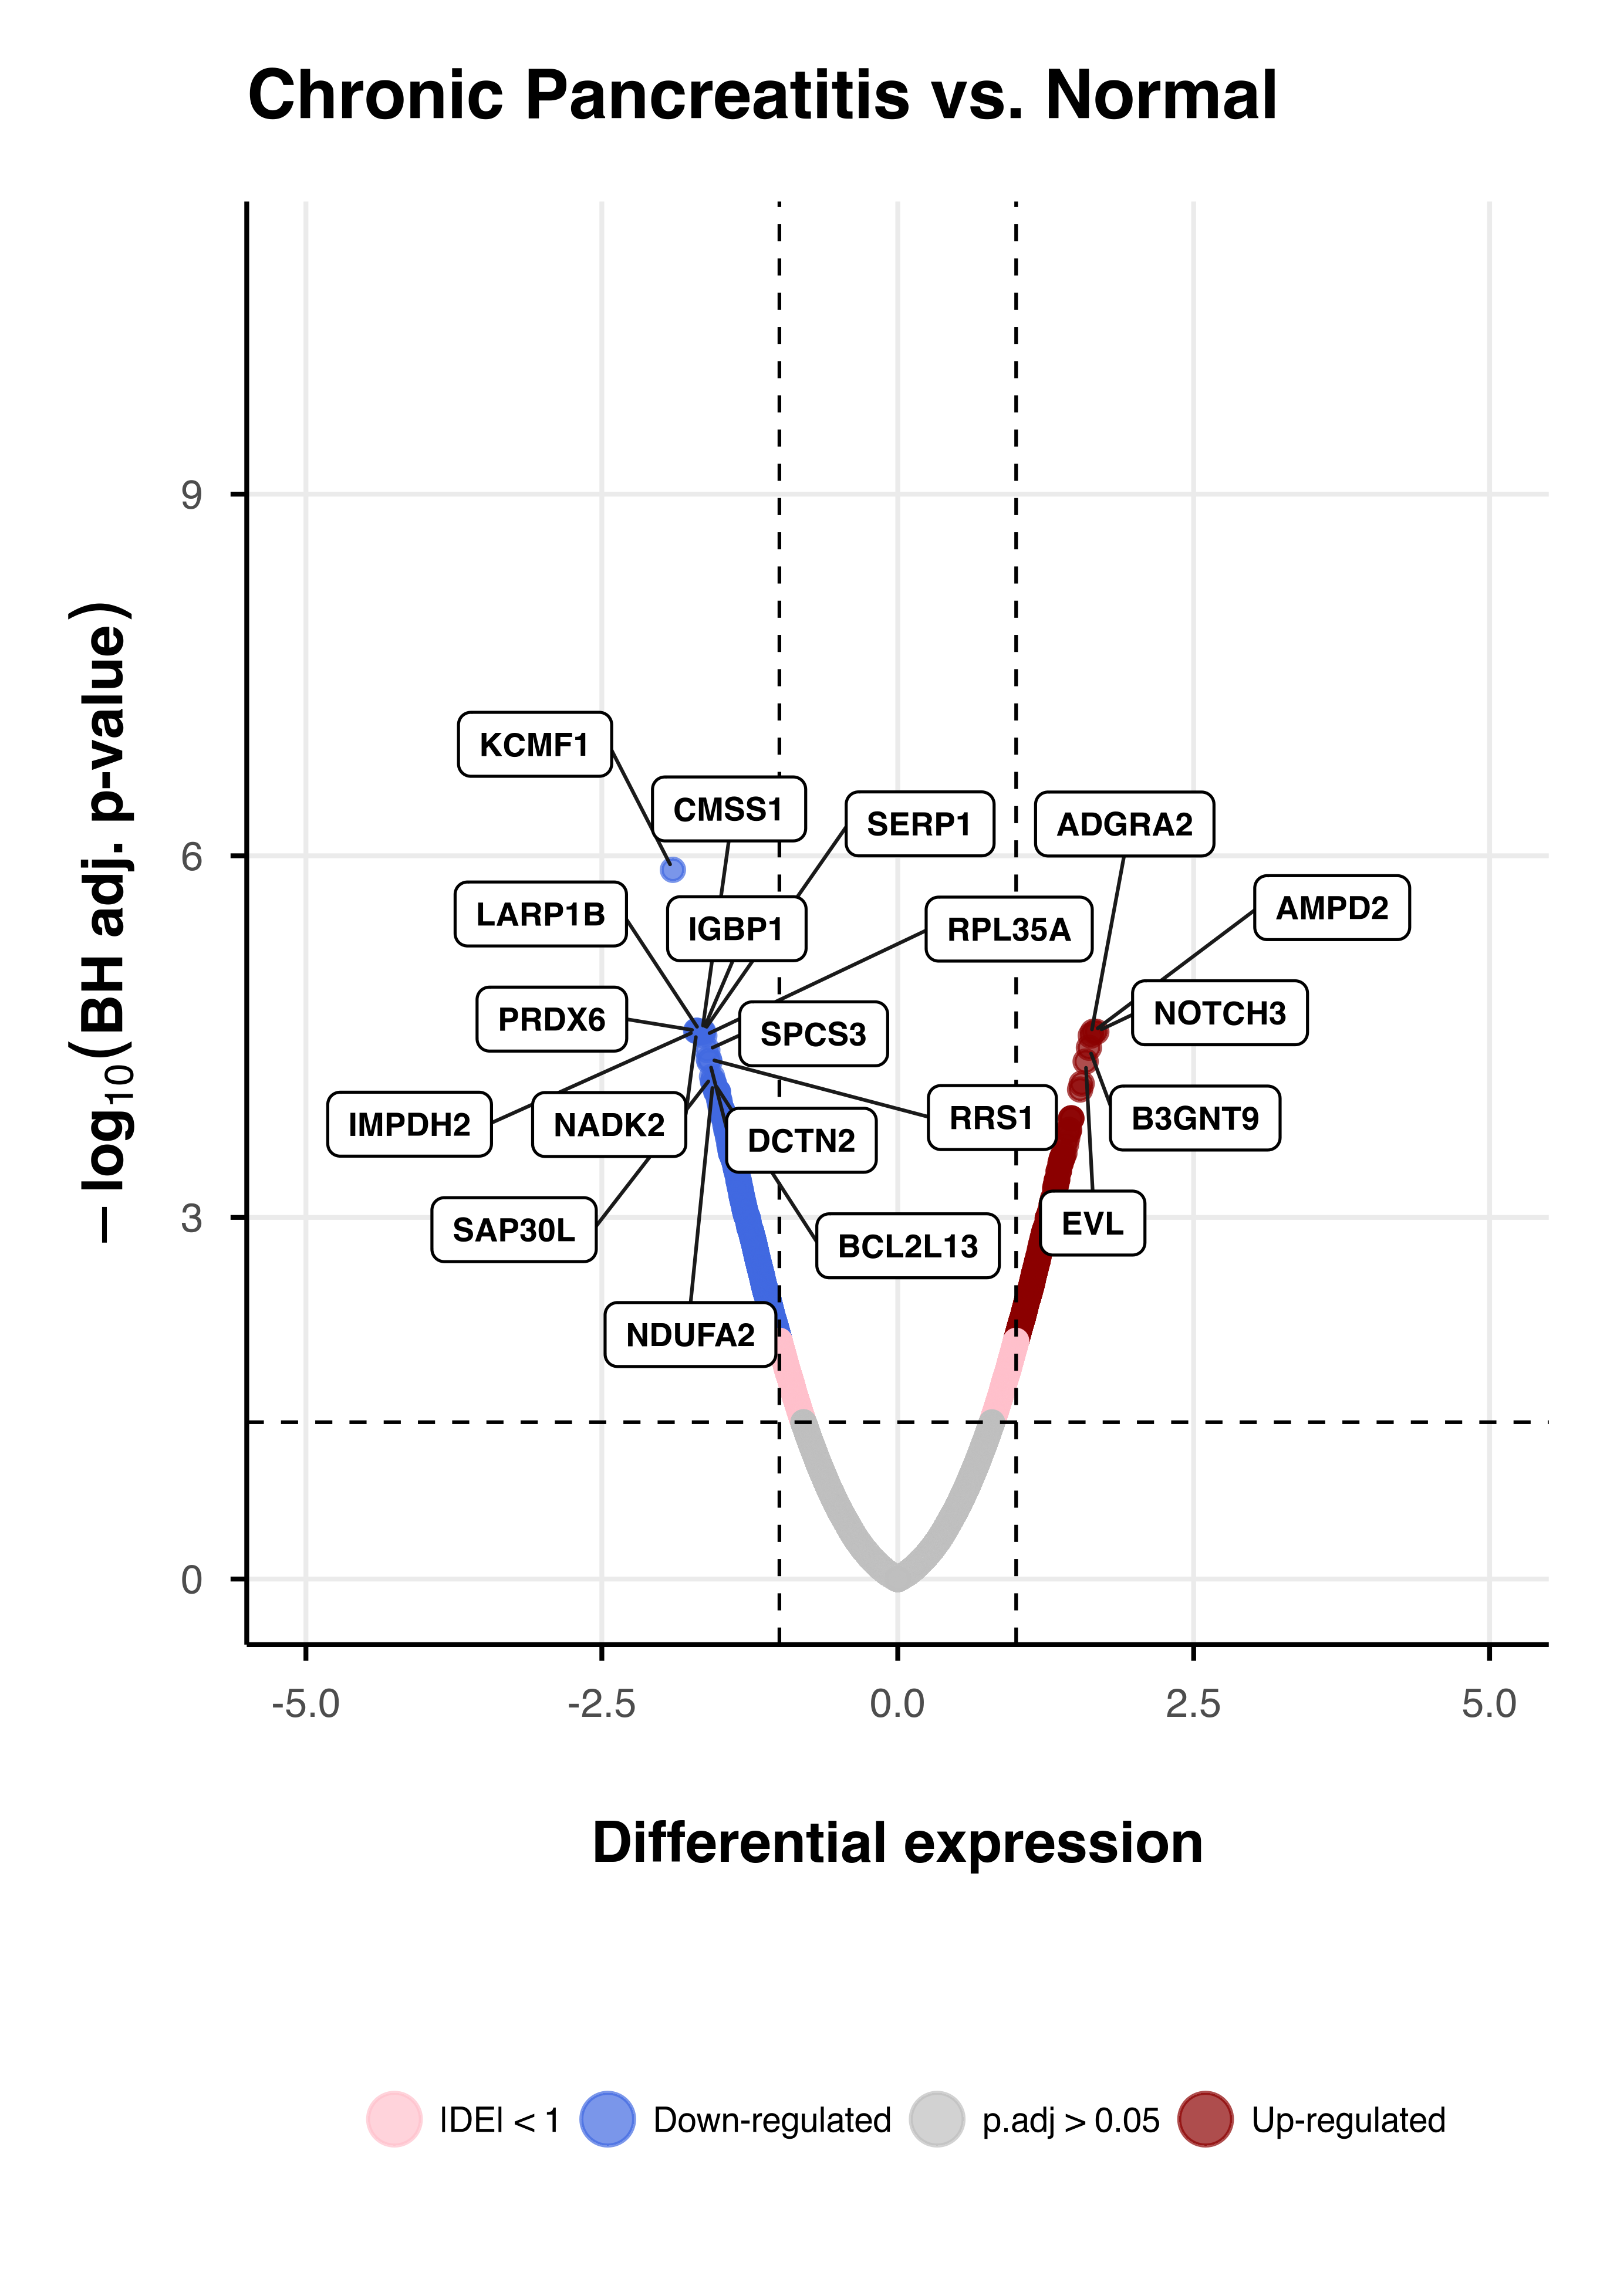 Chronic Pancreatitis vs. Normal
− log10(BH adj. p-value)
9
6
3
0
KCMF1
CMSS1
SERP1
ADGRA2
AMPD2
LARP1B
IGBP1
RPL35A
NOTCH3
PRDX6
SPCS3
IMPDH2
NADK2
DCTN2
RRS1
B3GNT9
SAP30L
BCL2L13
EVL
NDUFA2
-5.0
-2.5
0.0
2.5
5.0
Differential expression
|DE| < 1
Down-regulated
p.adj > 0.05
Up-regulated